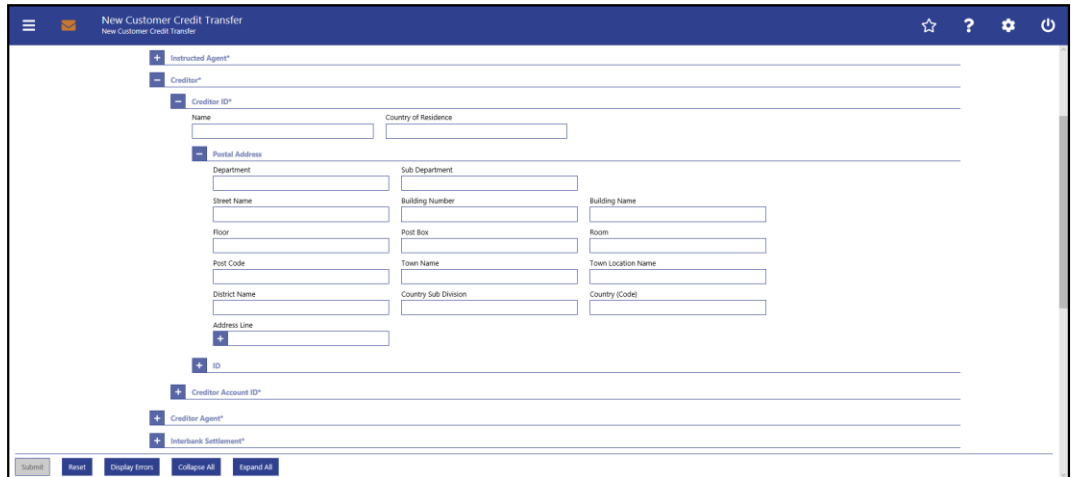 New Customer Credit Transfer
New Customer Credit Transfer
Instructed Agent*
Creditor*
Creditor ID*
Name Country of Residence
Postal Address
Department Sub Department
Street Name Building Number Building Name
Floor Post Box Room
Post Code Town Name Town Location Name
District Name Country Sub Division Country (Code)
Address Line
ID
Creditor Account ID*
Creditor Agent*
Interbank Settlement*
Submit Reset Display Errors Collapse All Expand All